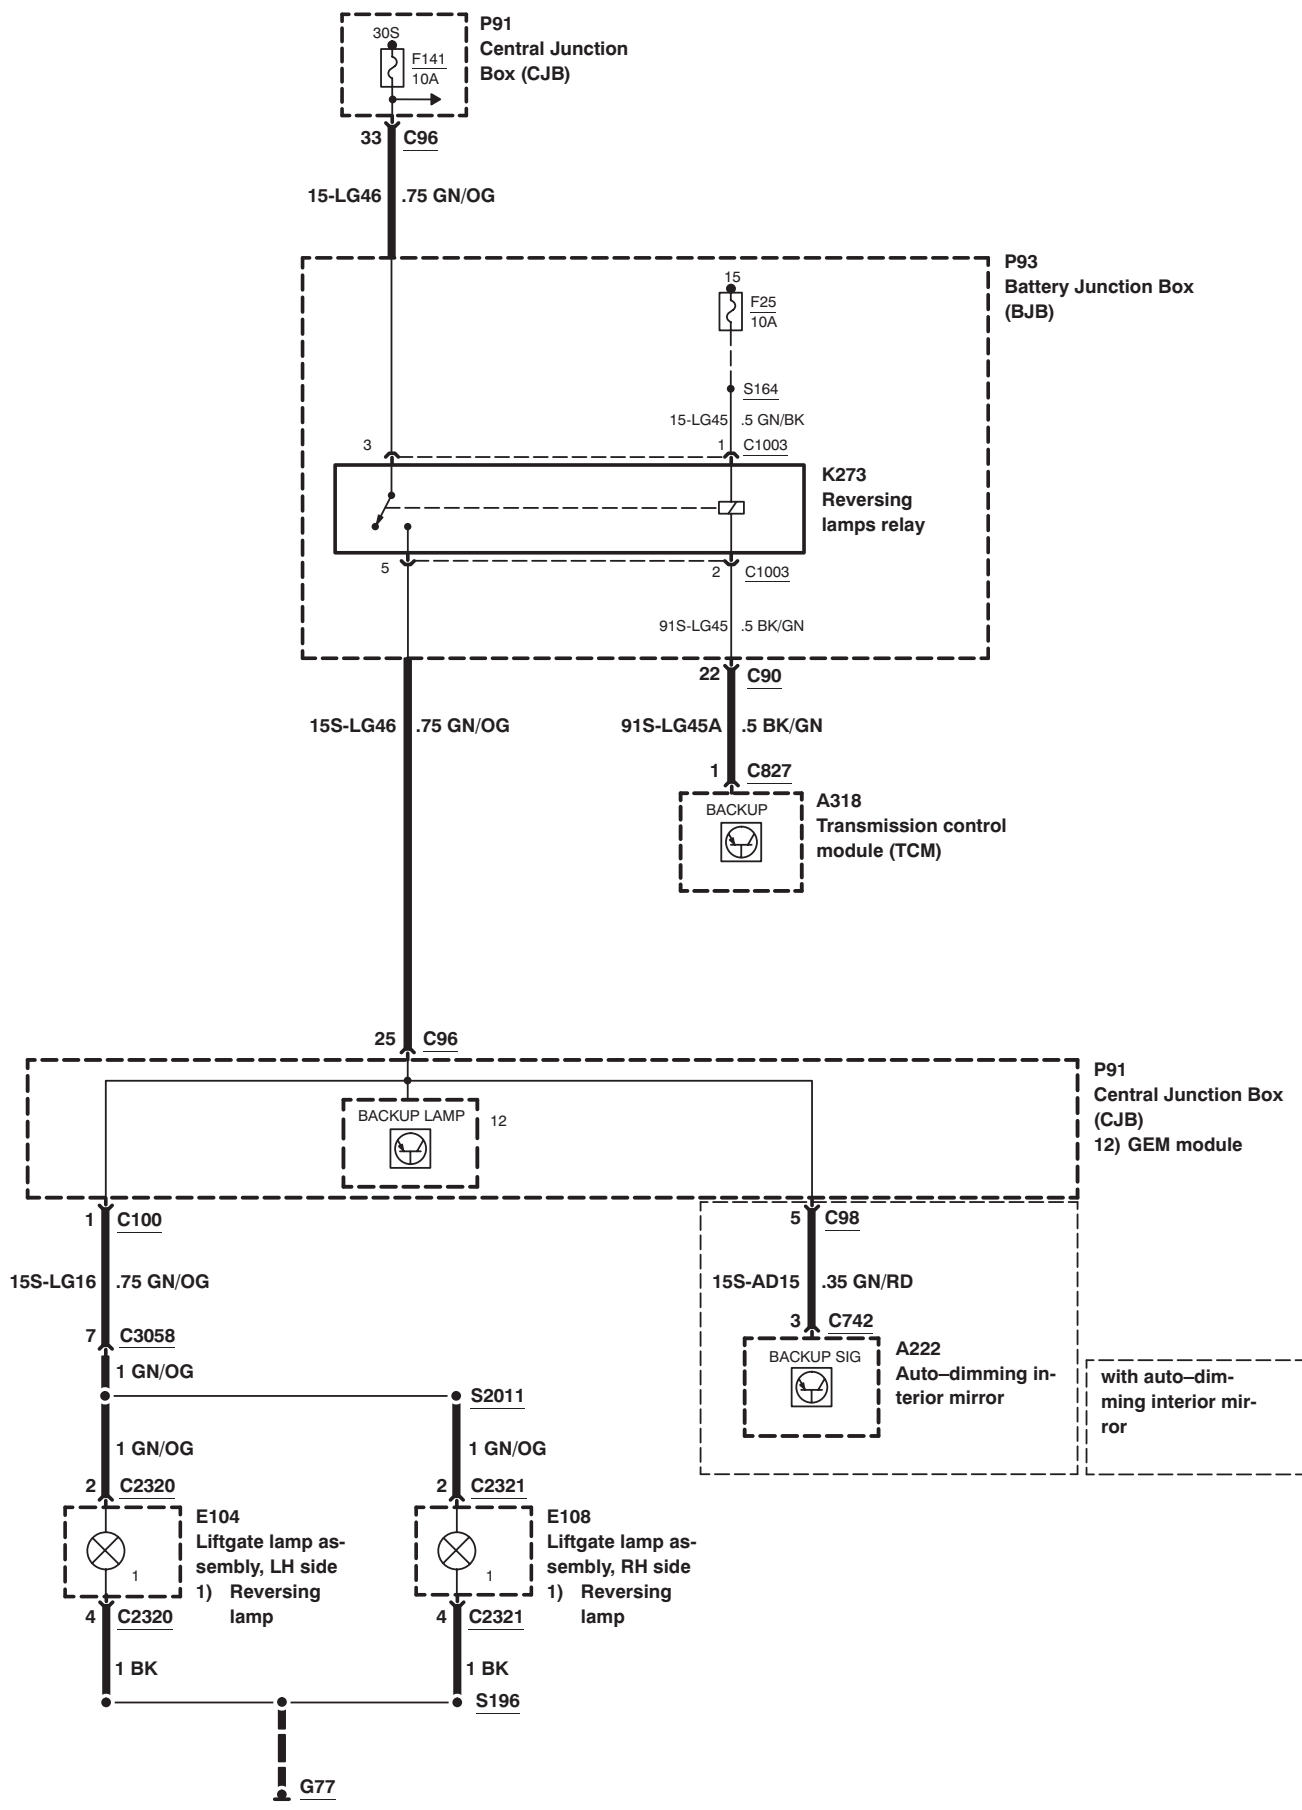 30S
F141
10A
P91
Central Junction
Box (CJB)
33 C96
15-LG46 .75 GN/OG
P93
Battery Junction Box
(BJB)
15
F25
10A
S164
15-LG45 .5 GN/BK
3 1 C1003
K273
Reversing
lamps relay
5 2 C1003
91S-LG45 .5 BK/GN
22 C90
15S-LG46 .75 GN/OG 91S-LG45A .5 BK/GN
1 C827
BACKUP
A318
Transmission control
module (TCM)
25 C96
P91
Central Junction Box
(CJB)
12) GEM module
BACKUP LAMP 12
1 C100 5 C98
15S-LG16 .75 GN/OG 15S-AD15 .35 GN/RD
7 C3058 3 C742
1 GN/OG
BACKUP SIG
A222
Auto–dimming in-
terior mirror
with auto–dim-
ming interior mir-
ror
S2011
1 GN/OG 1 GN/OG
2 C2320 2 C2321
E104
Liftgate lamp as-
sembly, LH side
1) Reversing
lamp
1
E108
Liftgate lamp as-
sembly, RH side
1) Reversing
lamp
1
4 C2320 4 C2321
1 BK 1 BK
S196
G77